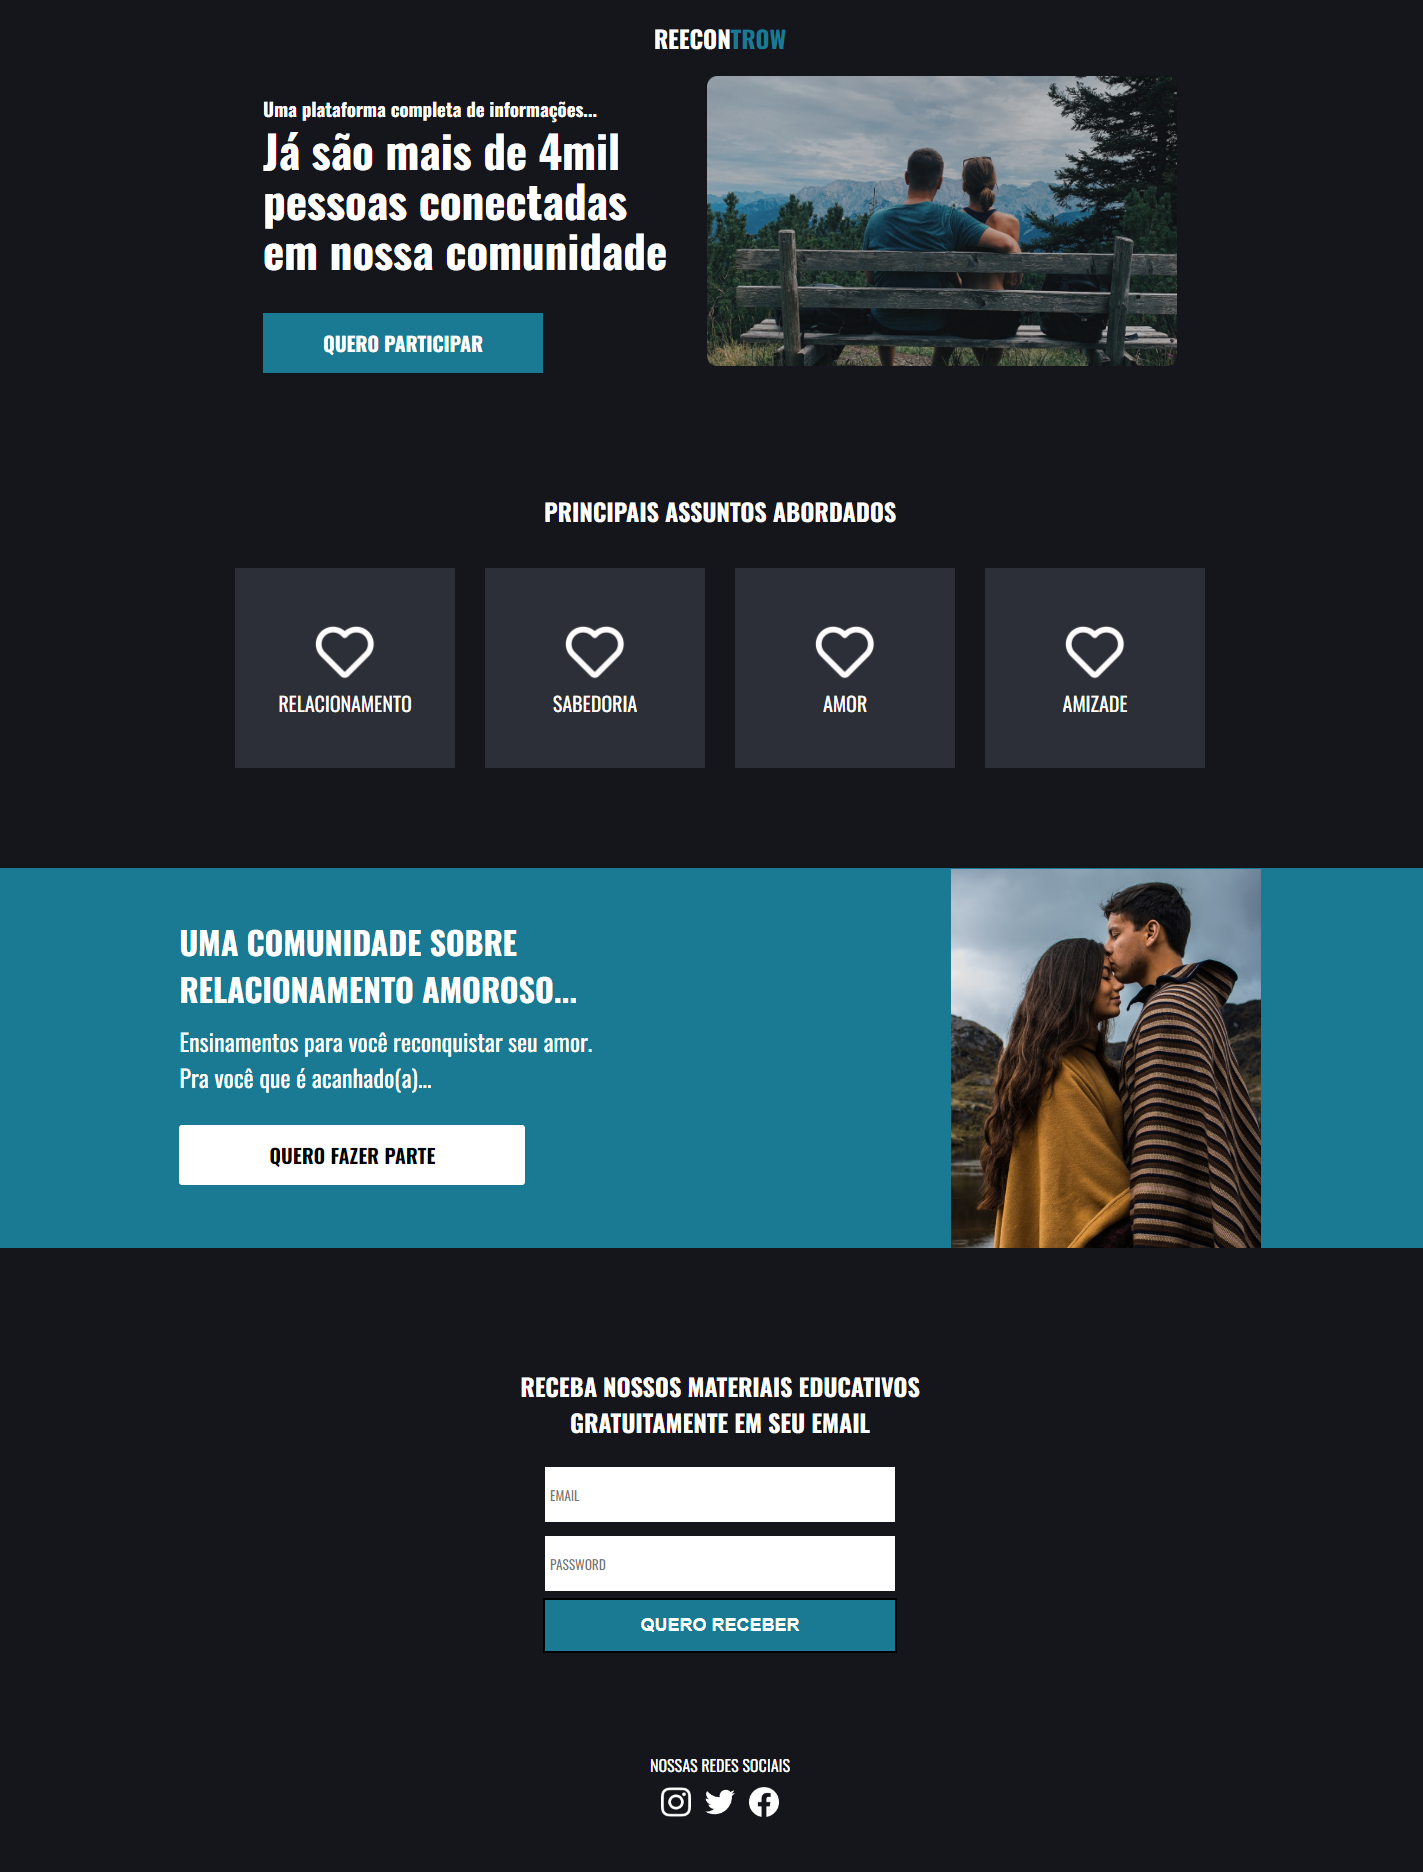 REECONTROW
Uma plataforma completa de informações...
Já são mais de 4mil
pessoas conectadas
em nossa comunidade
QUERO PARTICIPAR
PRINCIPAIS ASSUNTOS ABORDADOS
RELACIONAMENTO
SABEDORIA
AMOR
AMIZADE
UMA COMUNIDADE SOBRE
RELACIONAMENTO AMOROSO...
Ensinamentos para você reconquistar seu amor.
Pra você que é acanhado(a)...
QUERO FAZER PARTE
RECEBA NOSSOS MATERIAIS EDUCATIVOS
GRATUITAMENTE EM SEU EMAIL
EMAIL
PASSWORD
QUERO RECEBER
NOSSAS REDES SOCIAIS